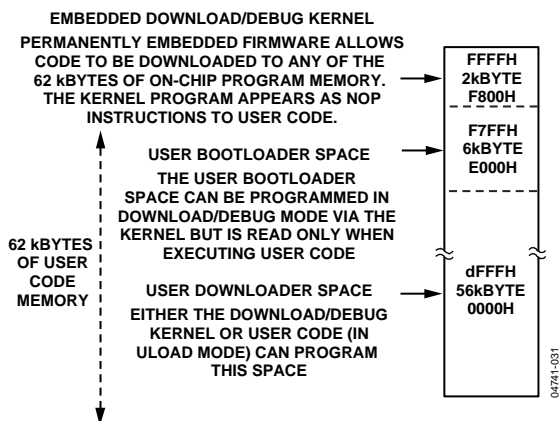 EMBEDDED DOWNLOAD/DEBUG KERNEL
PERMANENTLY EMBEDDED FIRMWARE ALLOWS
CODE TO BE DOWNLOADED TO ANY OF THE
62 kBYTES OF ON-CHIP PROGRAM MEMORY.
THE KERNEL PROGRAM APPEARS AS NOP
INSTRUCTIONS TO USER CODE.
FFFFH
2kBYTE
F800H
USER BOOTLOADER SPACE
THE USER BOOTLOADER
SPACE CAN BE PROGRAMMED IN
DOWNLOAD/DEBUG MODE VIA THE
KERNEL BUT IS READ ONLY WHEN
EXECUTING USER CODE
F7FFH
6kBYTE
E000H
62 kBYTES
OF USER
CODE
MEMORY
USER DOWNLOADER SPACE
EITHER THE DOWNLOAD/DEBUG
KERNEL OR USER CODE (IN
ULOAD MODE) CAN PROGRAM
THIS SPACE
dFFFH
56kBYTE
0000H
04741-031